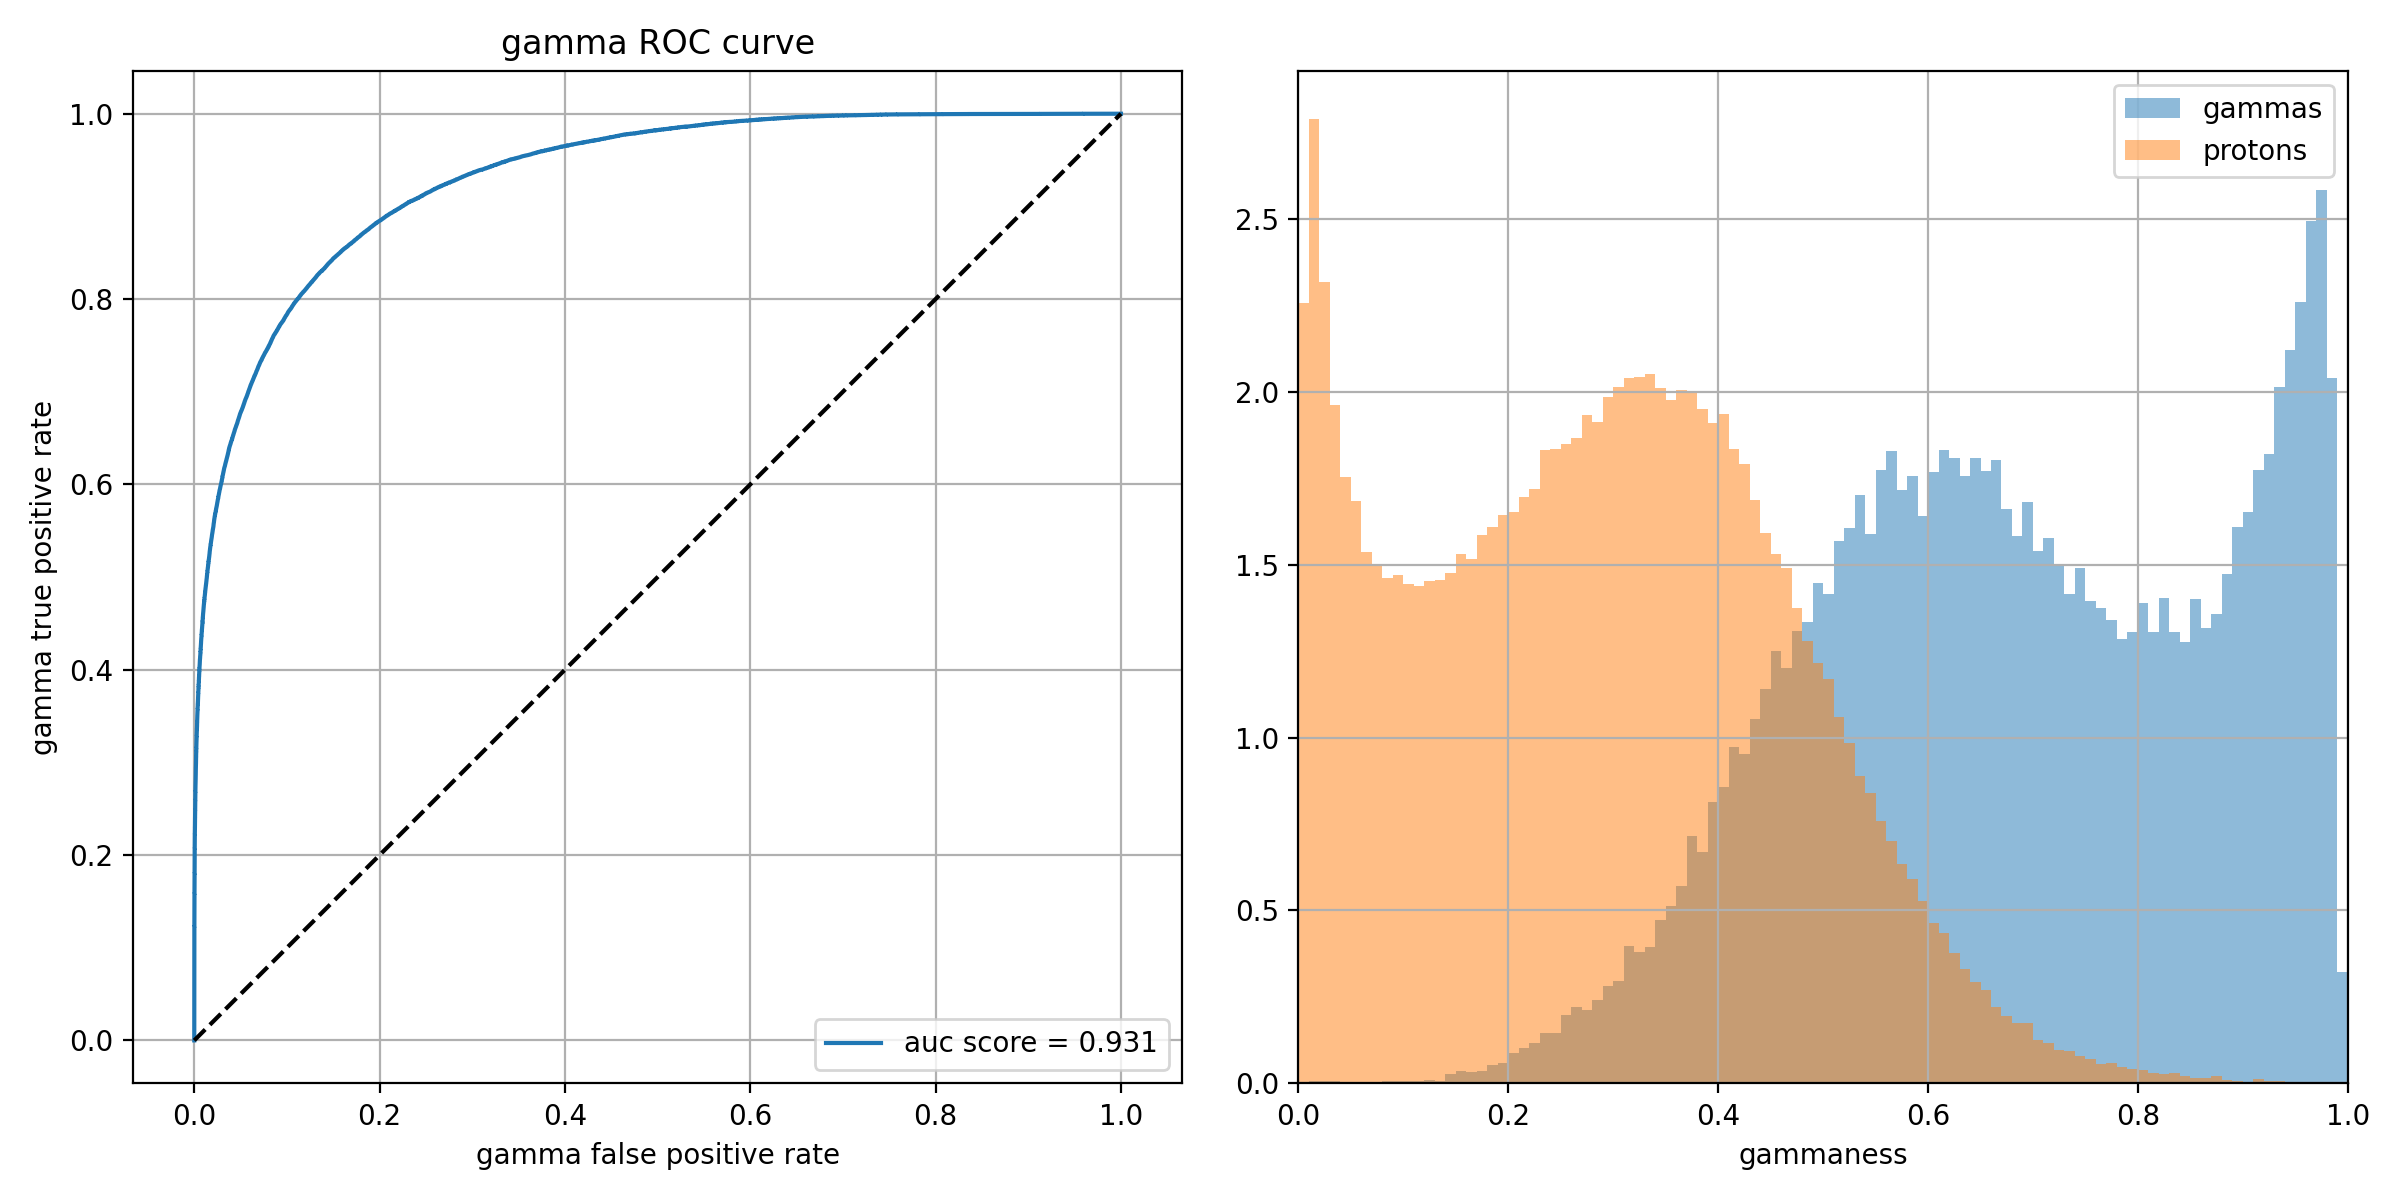 gamma ROC curve
1.0
0.8
0.6
0.4
0.2
0.0
gamma true positive rate
0.0 0.2 0.4 0.6 0.8 1.0
gamma false positive rate
auc score = 0.931
gammas
protons
2.5
2.0
1.5
1.0
0.5
0.0
0.0 0.2 0.4 0.6 0.8 1.0
gammaness